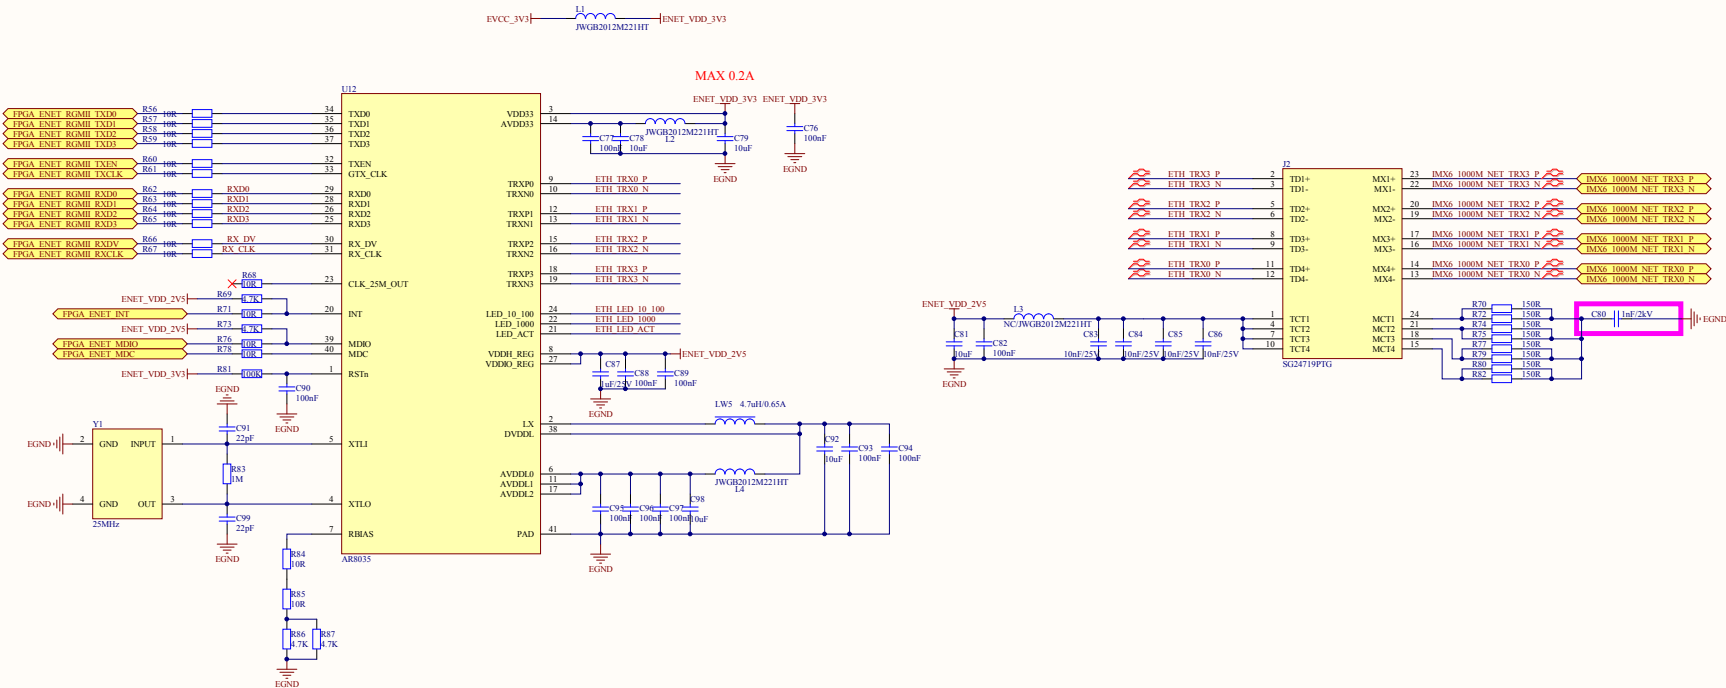 L1
EVCC_3V3
ENET_VDD_3V3
JWGB2012M221HT
MAX 0.2A
U12
FPGA_ENET_RGMII_TXD0 R56 10R 34 TXD0
FPGA_ENET_RGMII_TXD1 R57 10R 35 TXD1
FPGA_ENET_RGMII_TXD2 R58 10R 36 TXD2
FPGA_ENET_RGMII_TXD3 R59 10R 37 TXD3
FPGA_ENET_RGMII_TXEN R60 10R 32 TXEN
FPGA_ENET_RGMII_TXCLK R61 10R 33 GTX_CLK
FPGA_ENET_RGMII_RXD0 R62 10R RXD0 29 RXD0
FPGA_ENET_RGMII_RXD1 R63 10R RXD1 28 RXD1
FPGA_ENET_RGMII_RXD2 R64 10R RXD2 26 RXD2
FPGA_ENET_RGMII_RXD3 R65 10R RXD3 25 RXD3
FPGA_ENET_RGMII_RXDV R66 10R RX_DV 30 RX_DV
FPGA_ENET_RGMII_RXCLK R67 10R RX_CLK 31 RX_CLK
R68 10R 23 CLK_25M_OUT
ENET_VDD_2V5 R69 4.7K
FPGA_ENET_INT R71 10R 20 INT
ENET_VDD_2V5 R73 4.7K
FPGA_ENET_MDIO R76 10R 39 MDIO
FPGA_ENET_MDC R78 10R 40 MDC
ENET_VDD_3V3 R81 100K 1 RSTn
C90
100nF
EGND
EGND
C91
22pF
Y1
EGND 2 GND INPUT 1 5 XTLI
R83
1M
EGND 4 GND OUT 3 4 XTLO
25MHz
C99
22pF
EGND
7 RBIAS
AR8035
R84
10R
R85
10R
R86
4.7K
R87
4.7K
EGND
VDD33 3
AVDD33 14
ENET_VDD_3V3
ENET_VDD_3V3
C77
100nF
C78
10uF
JWGB2012M221HT
L2
C79
10uF
C76
100nF
EGND
EGND
TRXP0 9 ETH_TRX0_P
TRXN0 10 ETH_TRX0_N
TRXP1 12 ETH_TRX1_P
TRXN1 13 ETH_TRX1_N
TRXP2 15 ETH_TRX2_P
TRXN2 16 ETH_TRX2_N
TRXP3 18 ETH_TRX3_P
TRXN3 19 ETH_TRX3_N
LED_10_100 24 ETH_LED_10_100
LED_1000 22 ETH_LED_1000
LED_ACT 21 ETH_LED_ACT
VDDH_REG 8 ENET_VDD_2V5
VDDIO_REG 27
C87
1uF/25V
C88
100nF
C89
100nF
EGND
LW5 4.7uH/0.65A
LX 2
DVDDL 38
C92
10uF
C93
100nF
C94
100nF
AVDDL0 6
AVDDL1 11
AVDDL2 17
JWGB2012M221HT
L4
C95
100nF
C96
100nF
C97
100nF
C98
10uF
PAD 41
EGND
J2
ETH_TRX3_P 2 TD1+ MX1+ 23 IMX6_1000M_NET_TRX3_P IMX6_1000M_NET_TRX3_P
ETH_TRX3_N 3 TD1- MX1- 22 IMX6_1000M_NET_TRX3_N IMX6_1000M_NET_TRX3_N
ETH_TRX2_P 5 TD2+ MX2+ 20 IMX6_1000M_NET_TRX2_P IMX6_1000M_NET_TRX2_P
ETH_TRX2_N 6 TD2- MX2- 19 IMX6_1000M_NET_TRX2_N IMX6_1000M_NET_TRX2_N
ETH_TRX1_P 8 TD3+ MX3+ 17 IMX6_1000M_NET_TRX1_P IMX6_1000M_NET_TRX1_P
ETH_TRX1_N 9 TD3- MX3- 16 IMX6_1000M_NET_TRX1_N IMX6_1000M_NET_TRX1_N
ETH_TRX0_P 11 TD4+ MX4+ 14 IMX6_1000M_NET_TRX0_P IMX6_1000M_NET_TRX0_P
ETH_TRX0_N 12 TD4- MX4- 13 IMX6_1000M_NET_TRX0_N IMX6_1000M_NET_TRX0_N
ENET_VDD_2V5
L3
NC/JWGB2012M221HT
1 TCT1 MCT1 24
4 TCT2 MCT2 21
7 TCT3 MCT3 18
10 TCT4 MCT4 15
SG24719PTG
C81
10uF
C82
100nF
C83
10nF/25V
C84
10nF/25V
C85
10nF/25V
C86
10nF/25V
EGND
R70 150R
R72 150R
R74 150R
R75 150R
R77 150R
R79 150R
R80 150R
R82 150R
C80 1nF/2kV
EGND